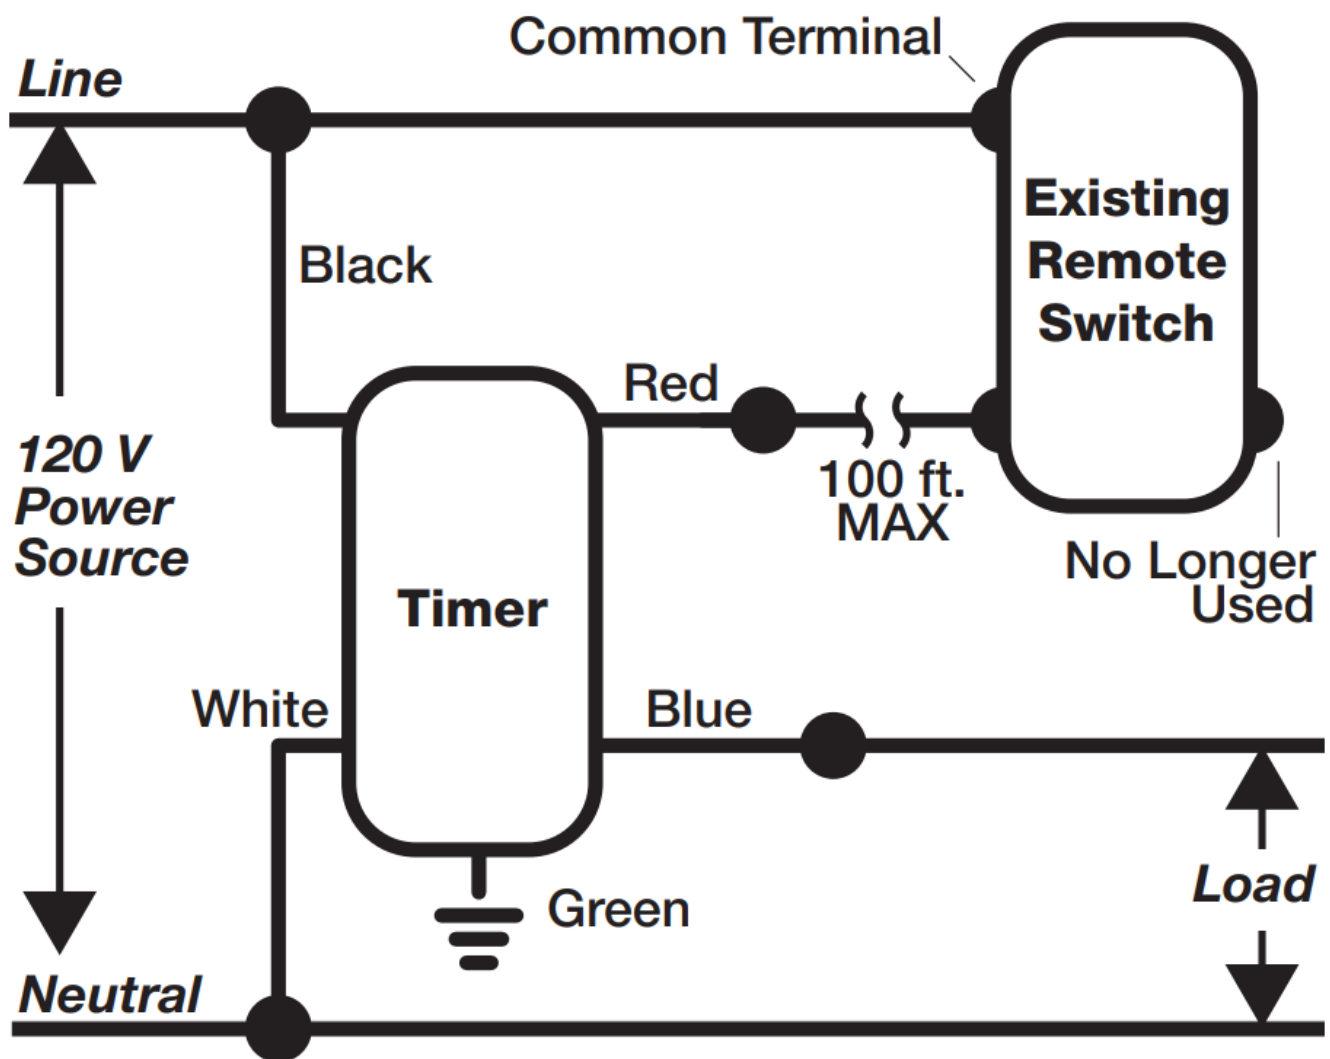 Common Terminal
Line
Existing
Remote
Switch
Black
Red
120 V
Power
Source
100 ft.
MAX
No Longer
Used
Timer
White
Blue
Load
Green
Neutral